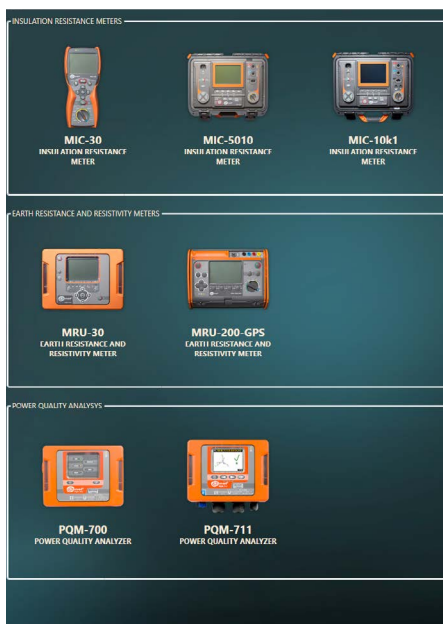 INSULATION RESISTANCE METERS
MIC-30
INSULATION RESISTANCE
METER
MIC-5010
INSULATION RESISTANCE
METER
MIC-10k1
INSULATION RESISTANCE
METER
EARTH RESISTANCE AND RESISTIVITY METERS
MRU-30
EARTH RESISTANCE AND
RESISTIVITY METER
MRU-200-GPS
EARTH RESISTANCE AND
RESISTIVITY METER
POWER QUALITY ANALYSYS
PQM-700
POWER QUALITY ANALYZER
PQM-711
POWER QUALITY ANALYZER